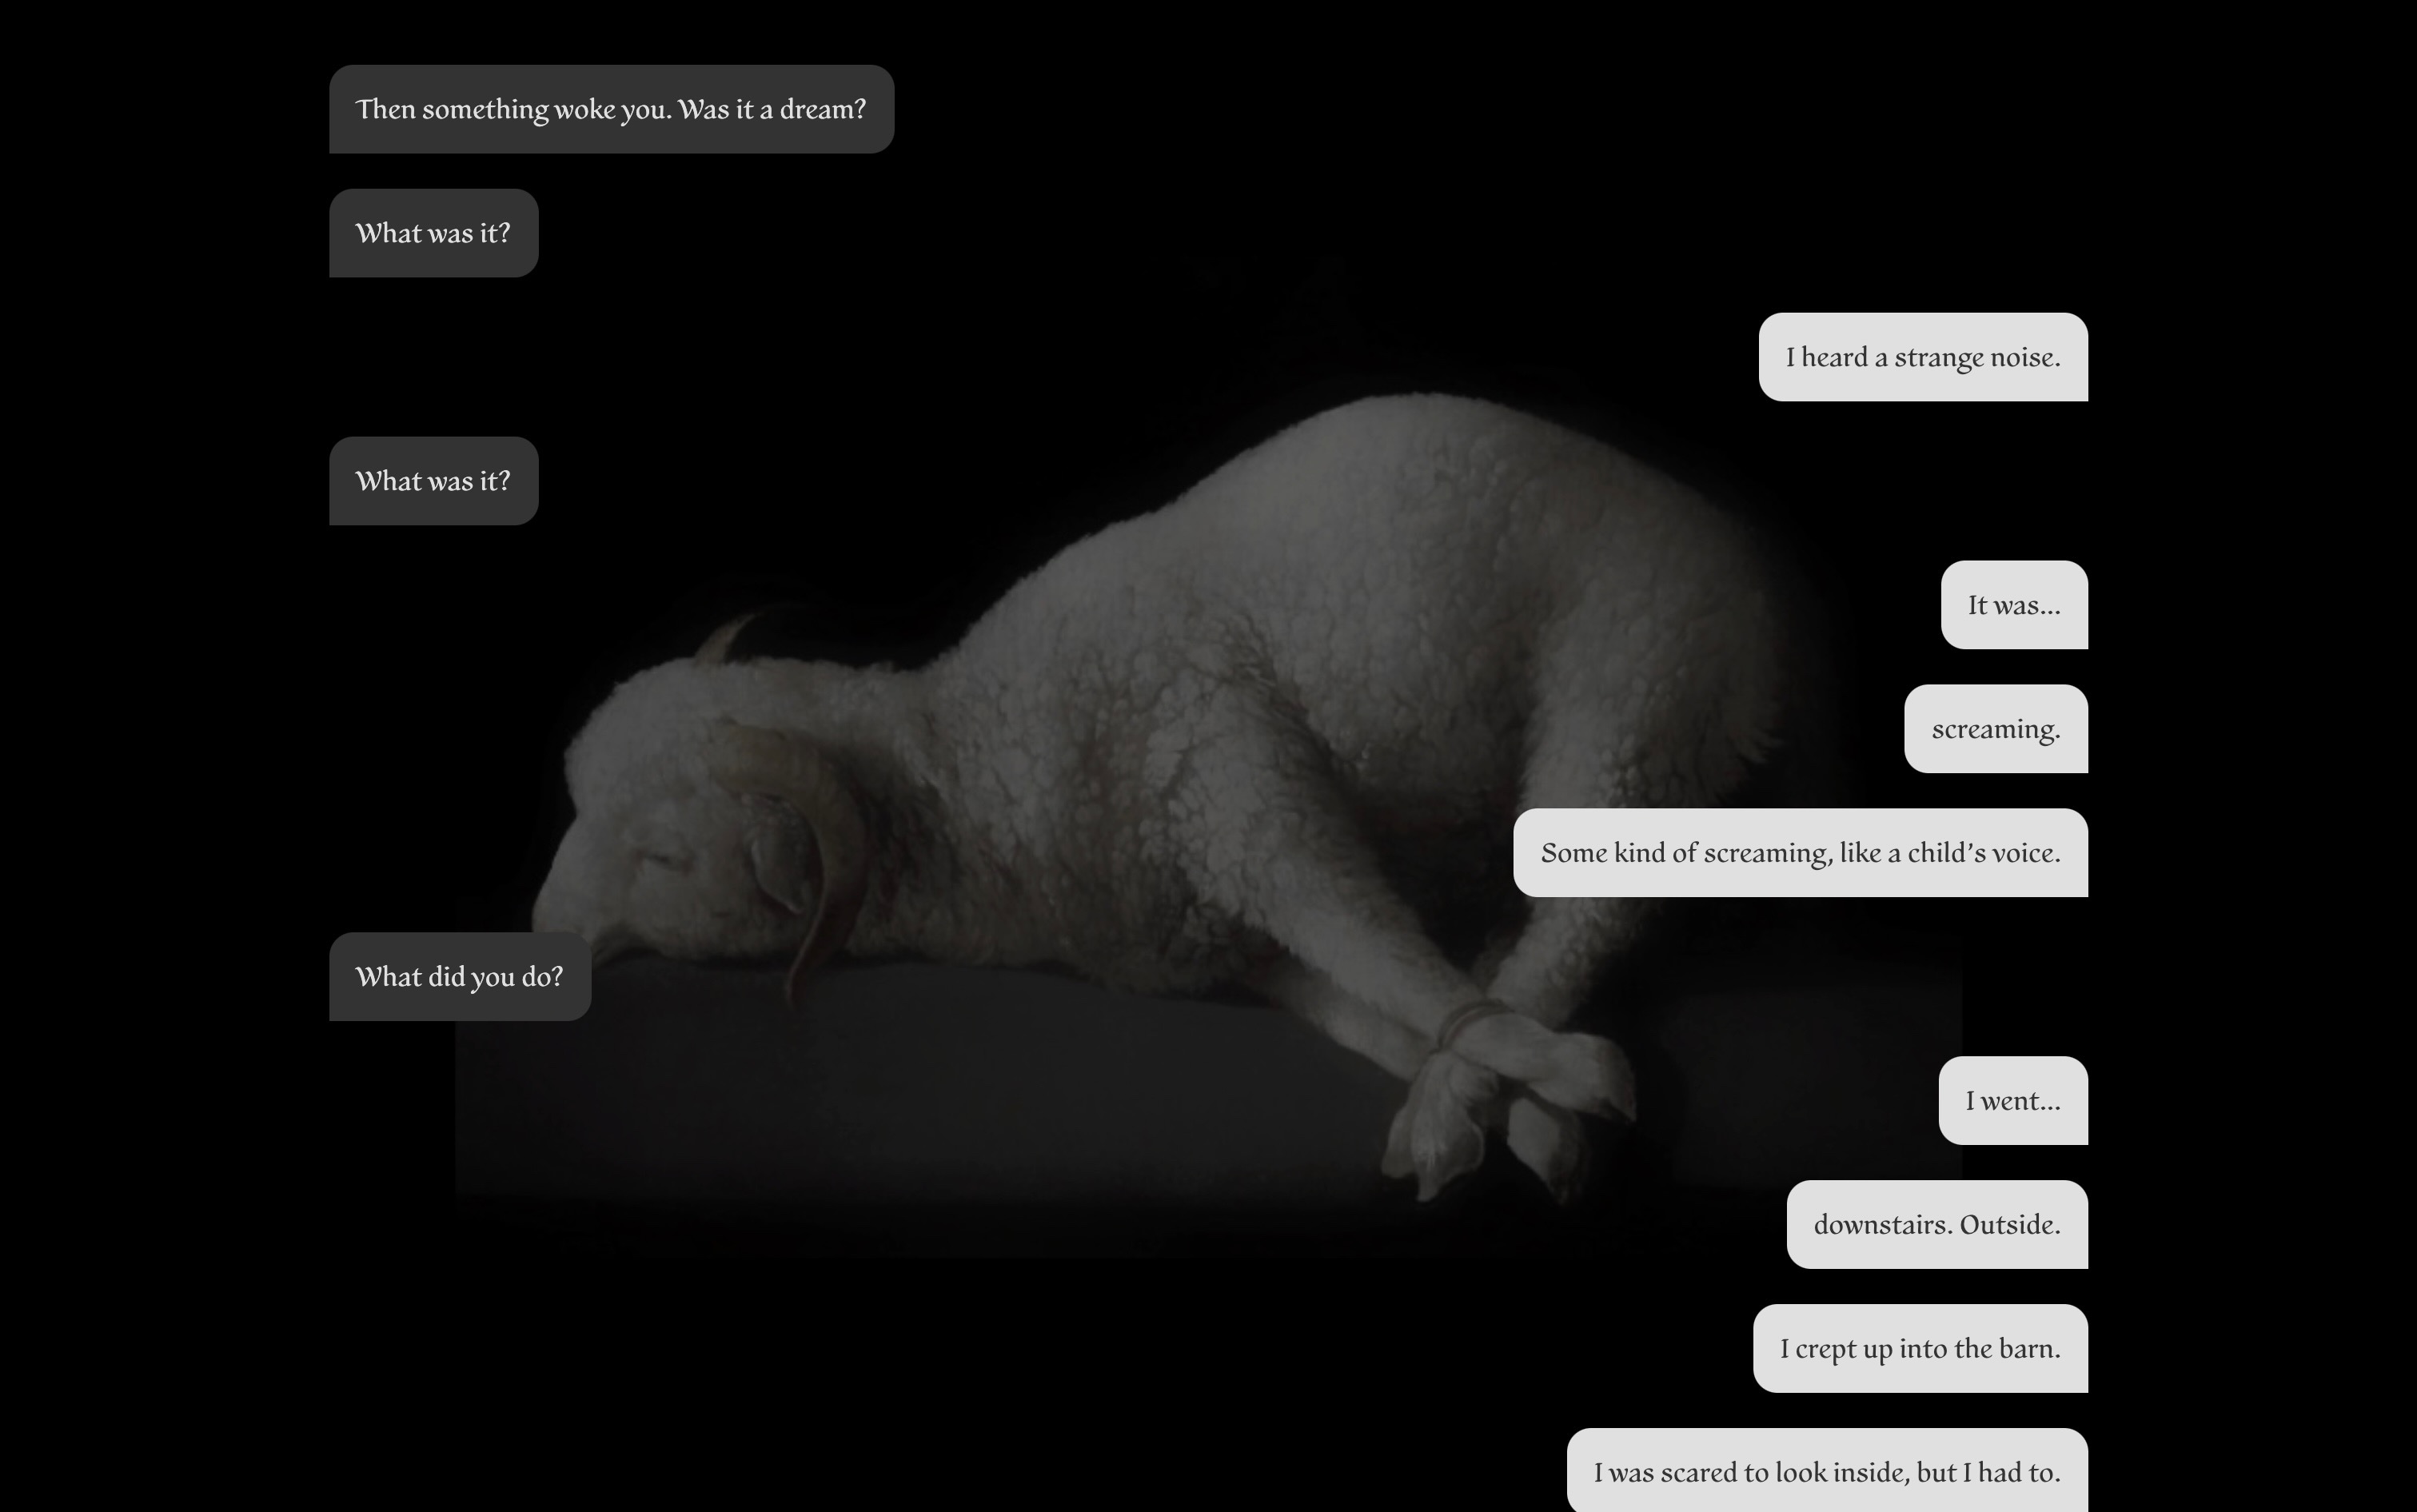 Then something woke you. Was it a dream?
What was it?
I heard a strange noise.
What was it?
It was…
screaming.
Some kind of screaming, like a child’s voice.
What did you do?
I went…
downstairs. Outside.
I crept up into the barn.
I was scared to look inside, but I had to.